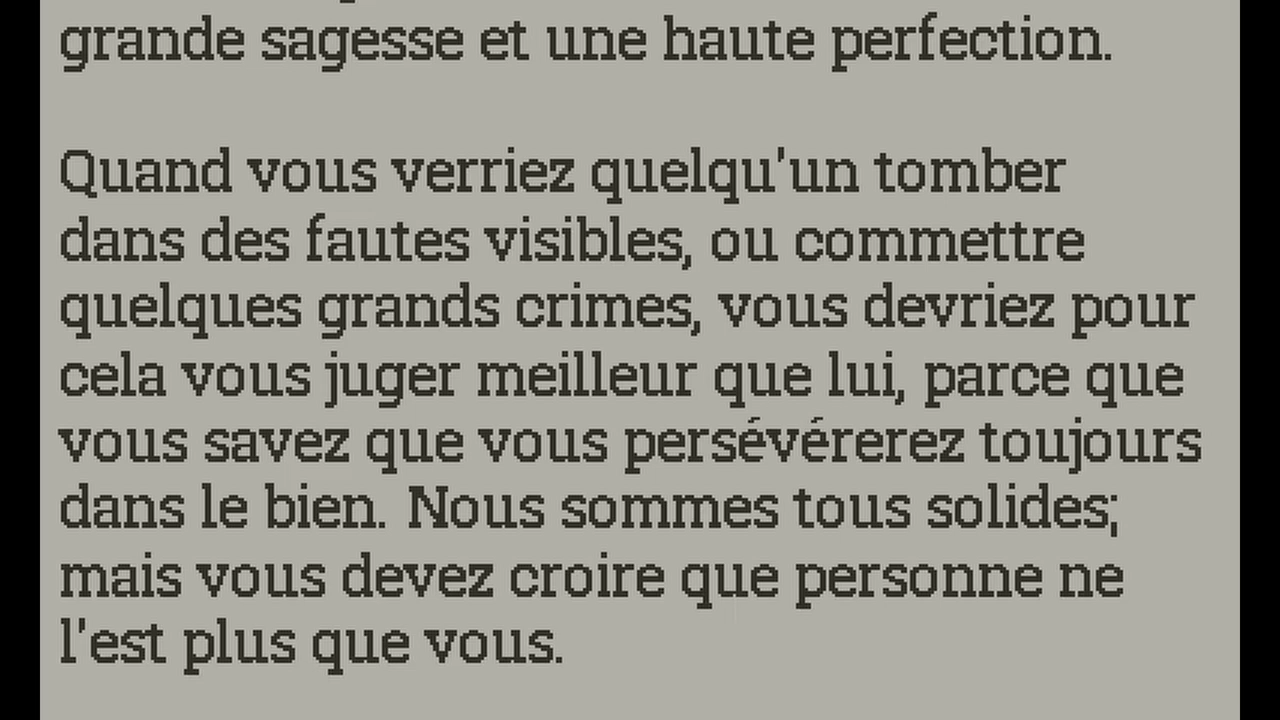 grande sagesse et une haute perfection.
Quand vous verriez quelqu'un tomber
dans des fautes visibles, ou commettre
quelques grands crimes, vous devriez pour
cela vous juger meilleur que lui, parce que
vous savez que vous persévérerez toujours
dans le bien. Nous sommes tous solides;
mais vous devez croire que personne ne
l'est plus que vous.